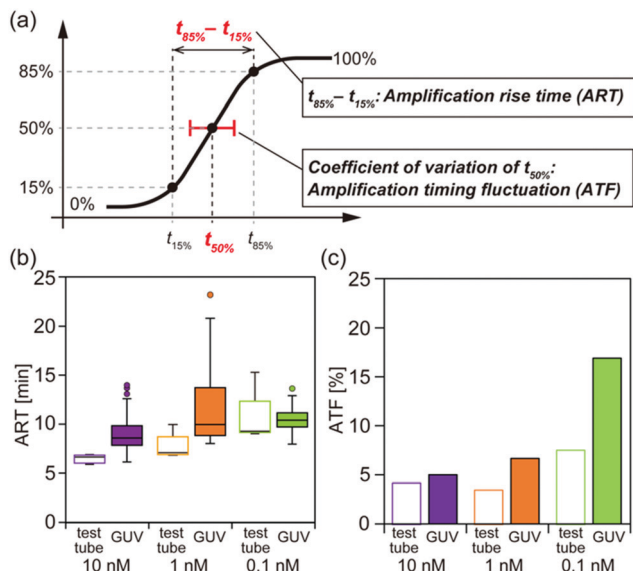 (a)
t85%– t15%
100%
85%
t85%– t15%: Amplification rise time (ART)
50%
Coefficient of variation of t50%:
Amplification timing fluctuation (ATF)
15%
0%
t15% t50% t85%
(b)
ART [min]
25
20
15
10
5
0
test tube GUV test tube GUV test tube GUV
10 nM 1 nM 0.1 nM
(c)
ATF [%]
25
20
15
10
5
0
test tube GUV test tube GUV test tube GUV
10 nM 1 nM 0.1 nM